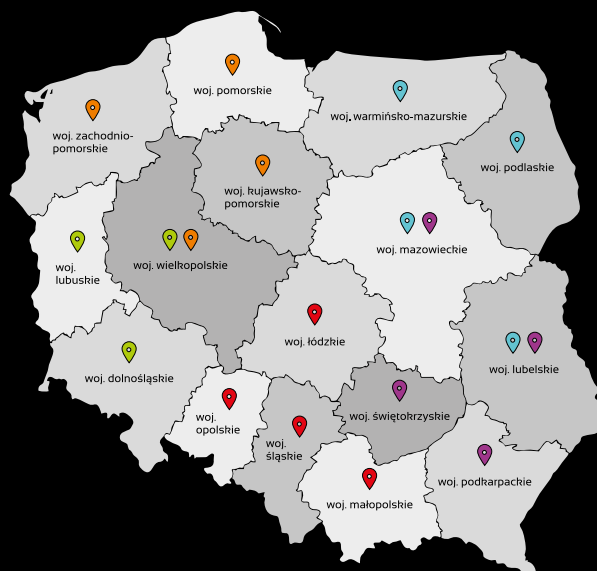 woj. pomorskie
woj. warmińsko-mazurskie
woj. zachodnio-
pomorskie
woj. podlaskie
woj. kujawsko-
pomorskie
woj. mazowieckie
woj. wielkopolskie
woj.
lubuskie
woj. łódzkie
woj. lubelskie
woj. dolnośląskie
woj.
opolskie
woj. świętokrzyskie
woj.
śląskie
woj. podkarpackie
woj. małopolskie